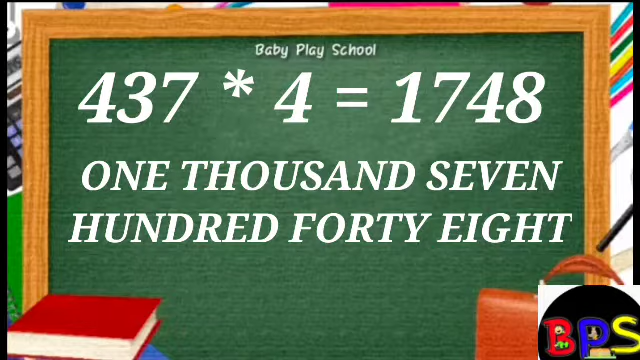 Baby Play School
437 * 4 = 1748
ONE THOUSAND SEVEN
HUNDRED FORTY EIGHT
BPS